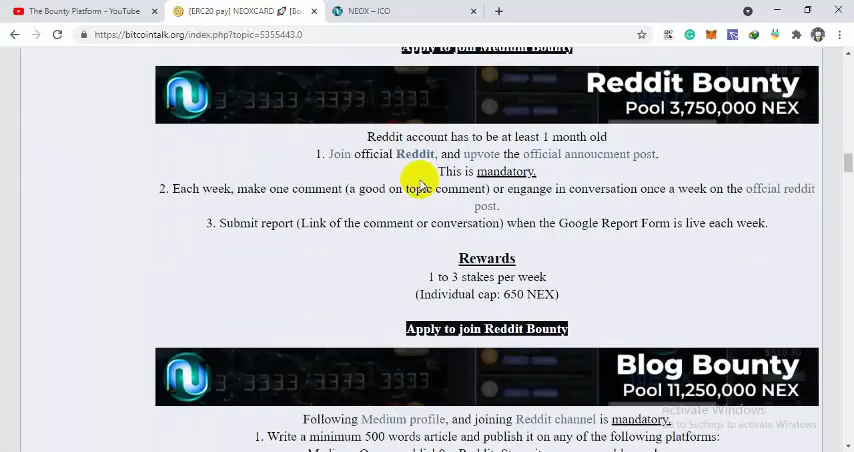 The Bounty Platform - YouTube
[ERC20 pay] NEOXCARD 🚀 [Bou
NEOX – ICO
https://bitcointalk.org/index.php?topic=5355443.0
Apply to join Medium Bounty
Reddit Bounty
Pool 3,750,000 NEX
Reddit account has to be at least 1 month old
1. Join official Reddit, and upvote the official annoucment post.
This is mandatory.
2. Each week, make one comment (a good on topic comment) or engange in conversation once a week on the offcial reddit
post.
3. Submit report (Link of the comment or conversation) when the Google Report Form is live each week.
Rewards
1 to 3 stakes per week
(Individual cap: 650 NEX)
Apply to join Reddit Bounty
Blog Bounty
Pool 11,250,000 NEX
Activate Windows
Go to Settings to activate Windows.
Following Medium profile, and joining Reddit channel is mandatory.
1. Write a minimum 500 words article and publish it on any of the following platforms: